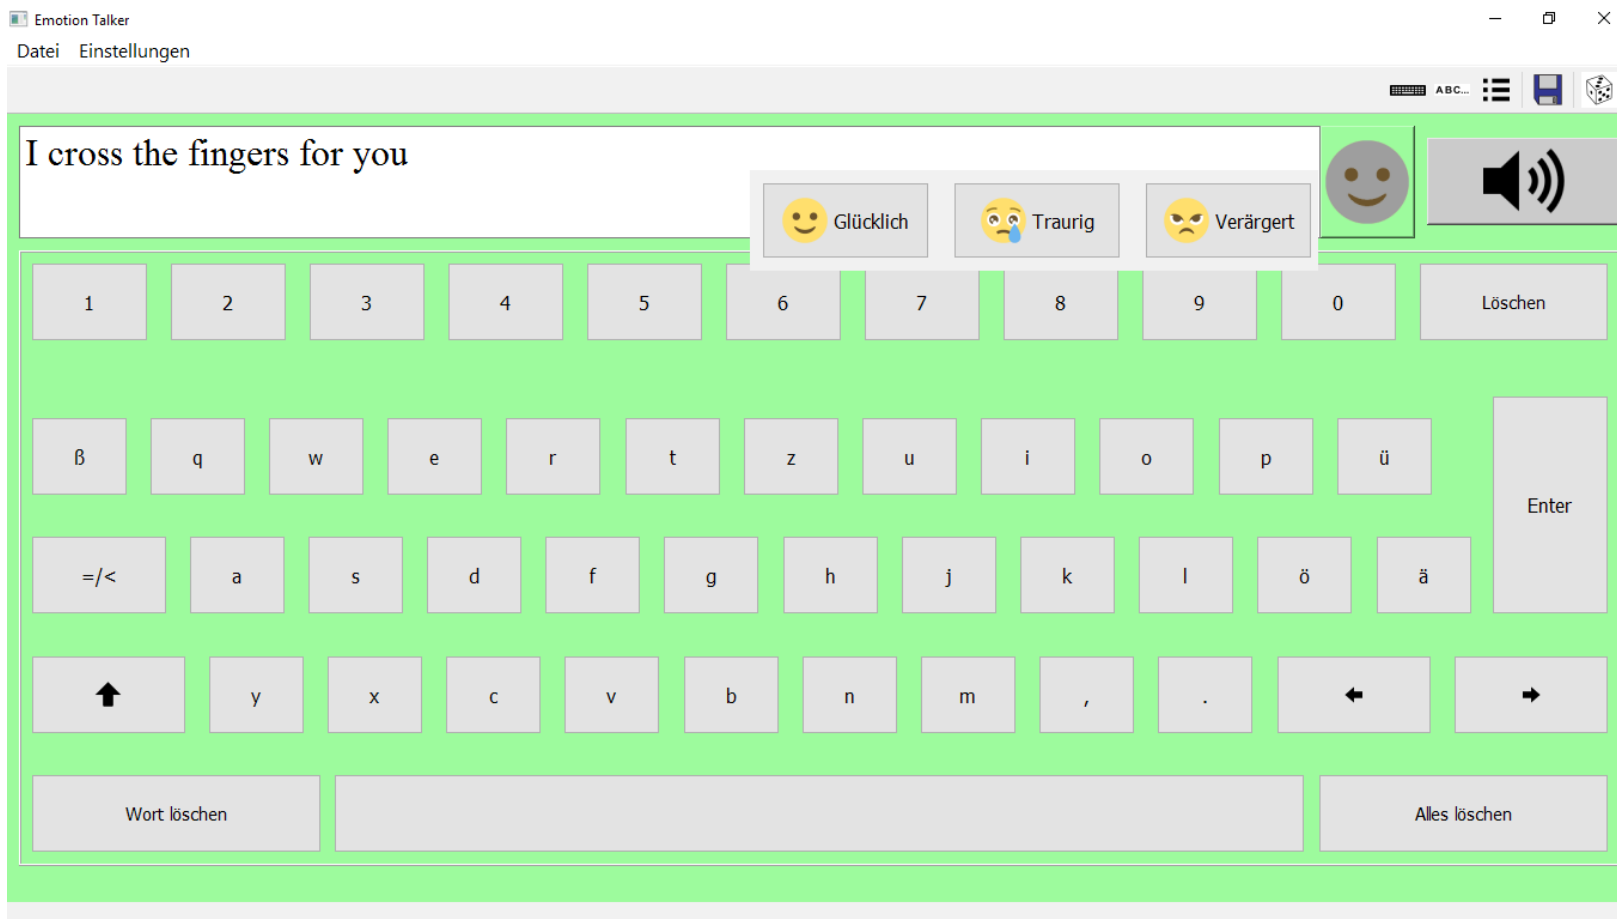 Emotion Talker
Datei Einstellungen
ABC...
I cross the fingers for you
Glücklich Traurig Verärgert
1 2 3 4 5 6 7 8 9 0 Löschen
ß q w e r t z u i o p ü
Enter
=/< a s d f g h j k l ö ä
y x c v b n m , .
Wort löschen Alles löschen